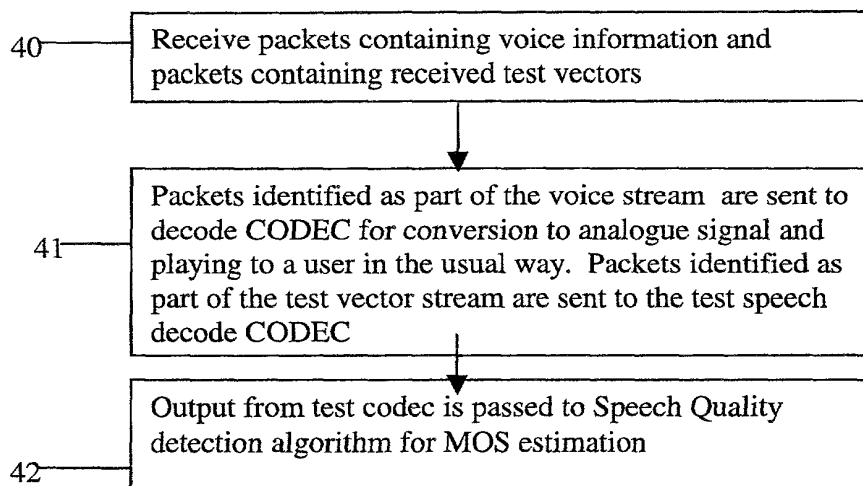 40
Receive packets containing voice information and
packets containing received test vectors
41
Packets identified as part of the voice stream are sent to
decode CODEC for conversion to analogue signal and
playing to a user in the usual way. Packets identified as
part of the test vector stream are sent to the test speech
decode CODEC
42
Output from test codec is passed to Speech Quality
detection algorithm for MOS estimation